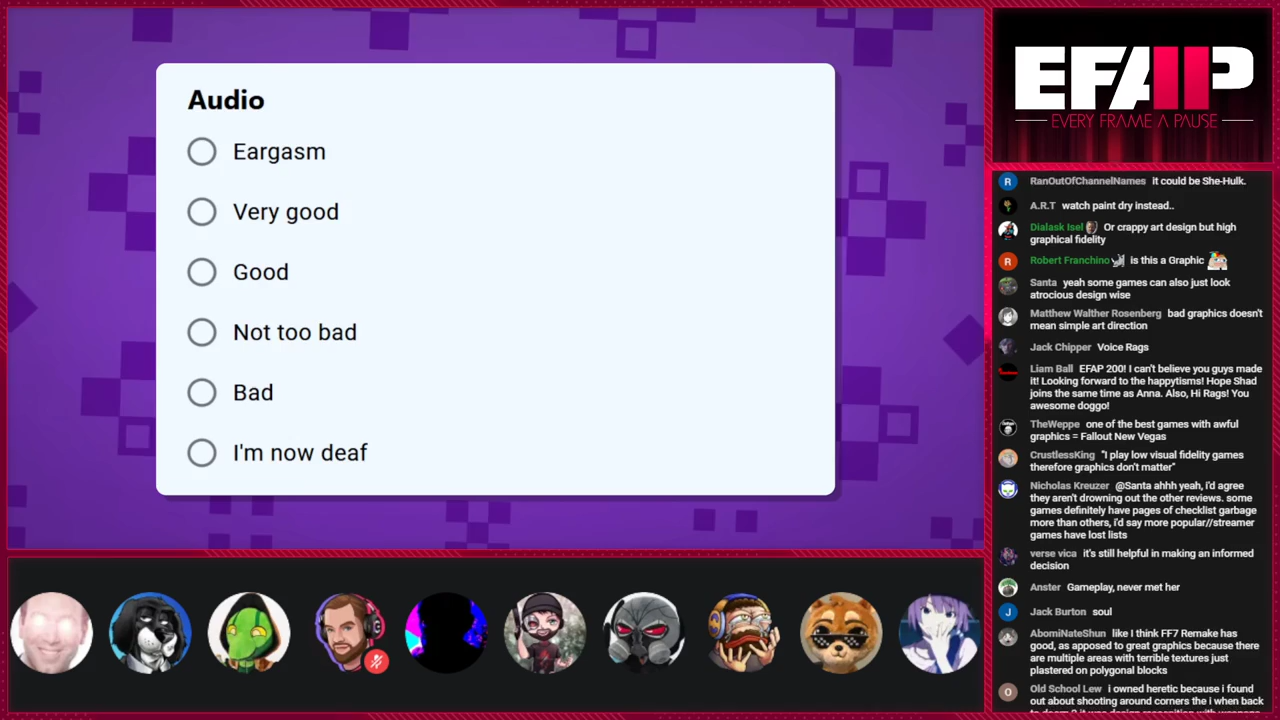 Audio
Eargasm
Very good
Good
Not too bad
Bad
I'm now deaf
EFAP
EVERY FRAME A PAUSE
R RanOutOfChannelNames it could be She-Hulk.
A.R.T watch paint dry instead..
Dialask Isel Or crappy art design but high
graphical fidelity
R Robert Franchino is this a Graphic
Santa yeah some games can also just look
atrocious design wise
Matthew Walther Rosenberg bad graphics doesn't
mean simple art direction
Jack Chipper Voice Rags
Liam Ball EFAP 200! I can't believe you guys made
it! Looking forward to the happytisms! Hope Shad
joins the same time as Anna. Also, Hi Rags! You
awesome doggo!
TheWeppe one of the best games with awful
graphics = Fallout New Vegas
CrustlessKing "I play low visual fidelity games
therefore graphics don't matter"
Nicholas Kreuzer @Santa ahhh yeah, i'd agree
they aren't drowning out the other reviews. some
games definitely have pages of checklist garbage
more than others, i'd say more popular//streamer
games have lost lists
verse vica it's still helpful in making an informed
decision
Anster Gameplay, never met her
J Jack Burton soul
AbomiNateShun like I think FF7 Remake has
good, as apposed to great graphics because there
are multiple areas with terrible textures just
plastered on polygonal blocks
O Old School Lew i owned heretic because i found
out about shooting around corners the i when back